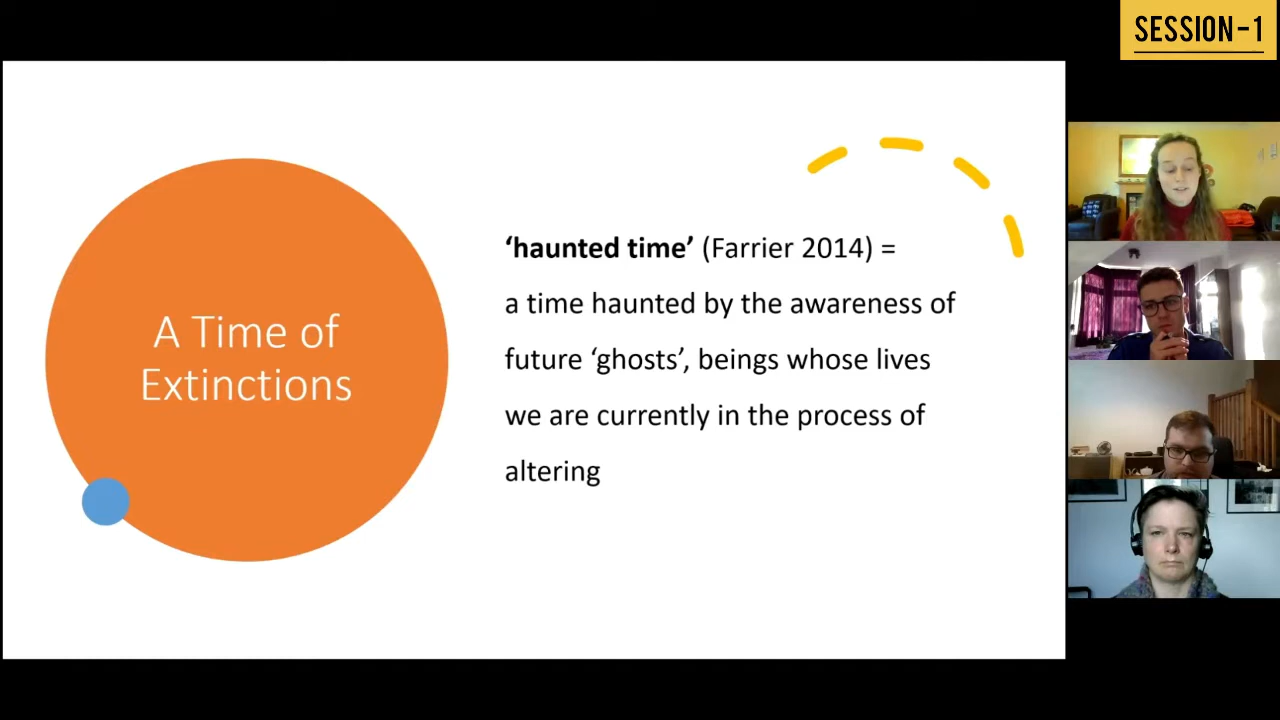 SESSION-1
A Time of
Extinctions
‘haunted time’ (Farrier 2014) =
a time haunted by the awareness of
future ‘ghosts’, beings whose lives
we are currently in the process of
altering